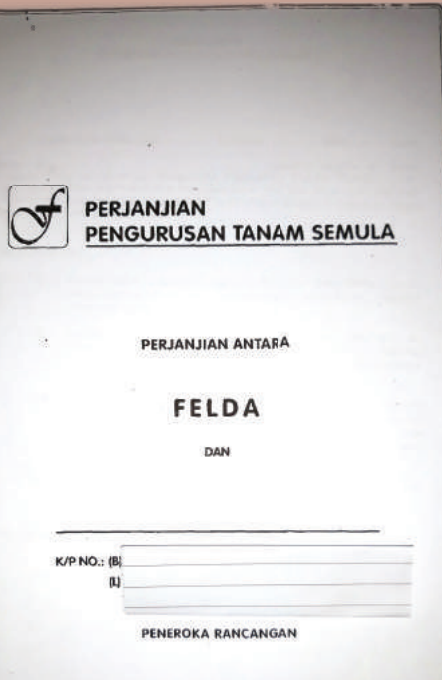 PERJANJIAN
PENGURUSAN TANAM SEMULA
PERJANJIAN ANTARA
FELDA
DAN
K/P NO.: (B)
(L)
PENEROKA RANCANGAN